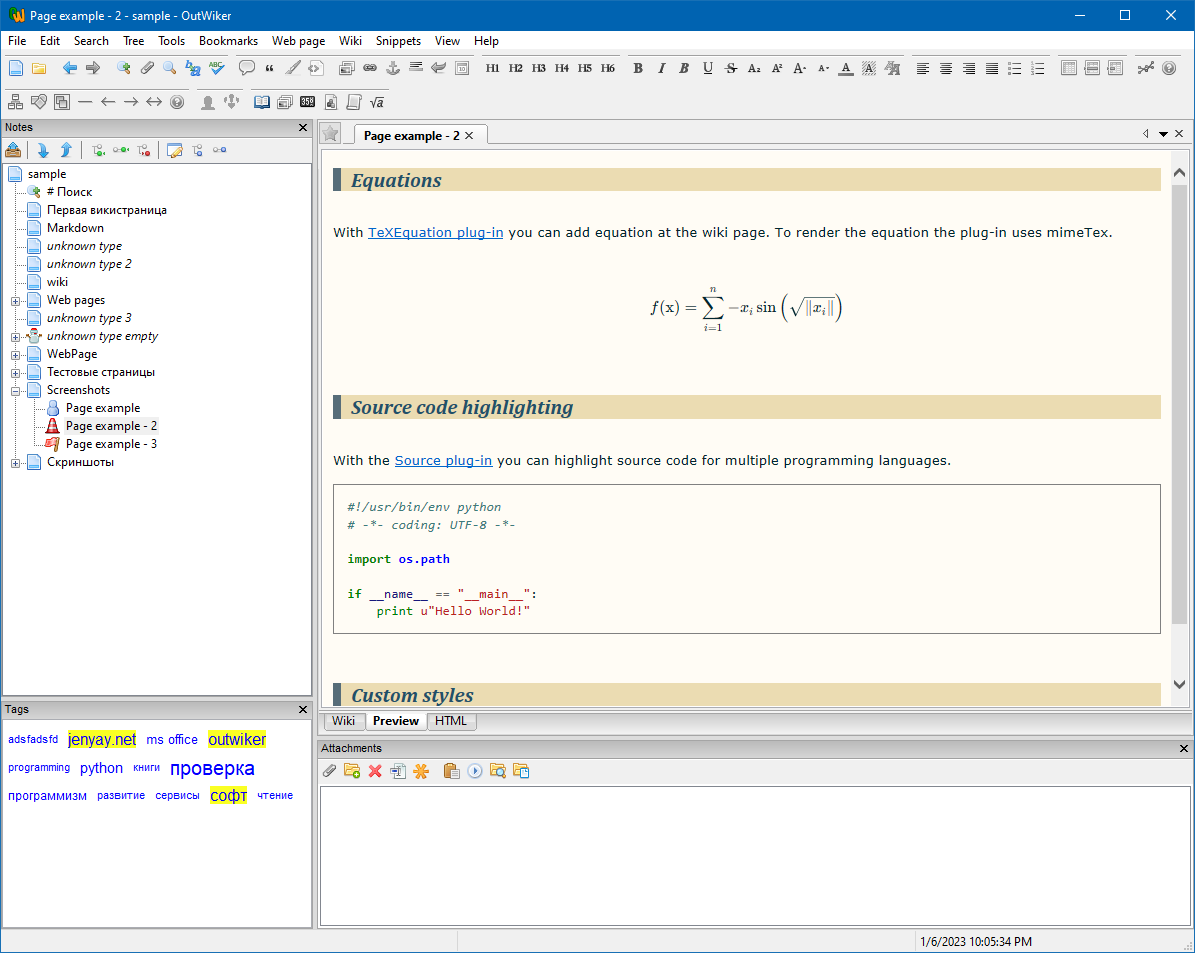 Page example - 2 - sample - OutWiker
File Edit Search Tree Tools Bookmarks Web page Wiki Snippets View Help
H1 H2 H3 H4 H5 H6 B I B U S A₂ A² A A A A
Notes
sample
# Поиск
Первая викистраница
Markdown
unknown type
unknown type 2
wiki
Web pages
unknown type 3
unknown type empty
WebPage
Тестовые страницы
Screenshots
Page example
Page example - 2
Page example - 3
Скриншоты
Tags
adsfadsfd jenyay.net ms office outwiker
programming python книги проверка
программизм развитие сервисы софт чтение
Page example - 2
Equations
With TeXEquation plug-in you can add equation at the wiki page. To render the equation the plug-in uses mimeTex.
f(x) = ∑_{i=1}^{n} −x_i sin (√‖x_i‖)
Source code highlighting
With the Source plug-in you can highlight source code for multiple programming languages.
#!/usr/bin/env python
# -*- coding: UTF-8 -*-
import os.path
if __name__ == "__main__":
    print u"Hello World!"
Custom styles
Wiki Preview HTML
Attachments
1/6/2023 10:05:34 PM